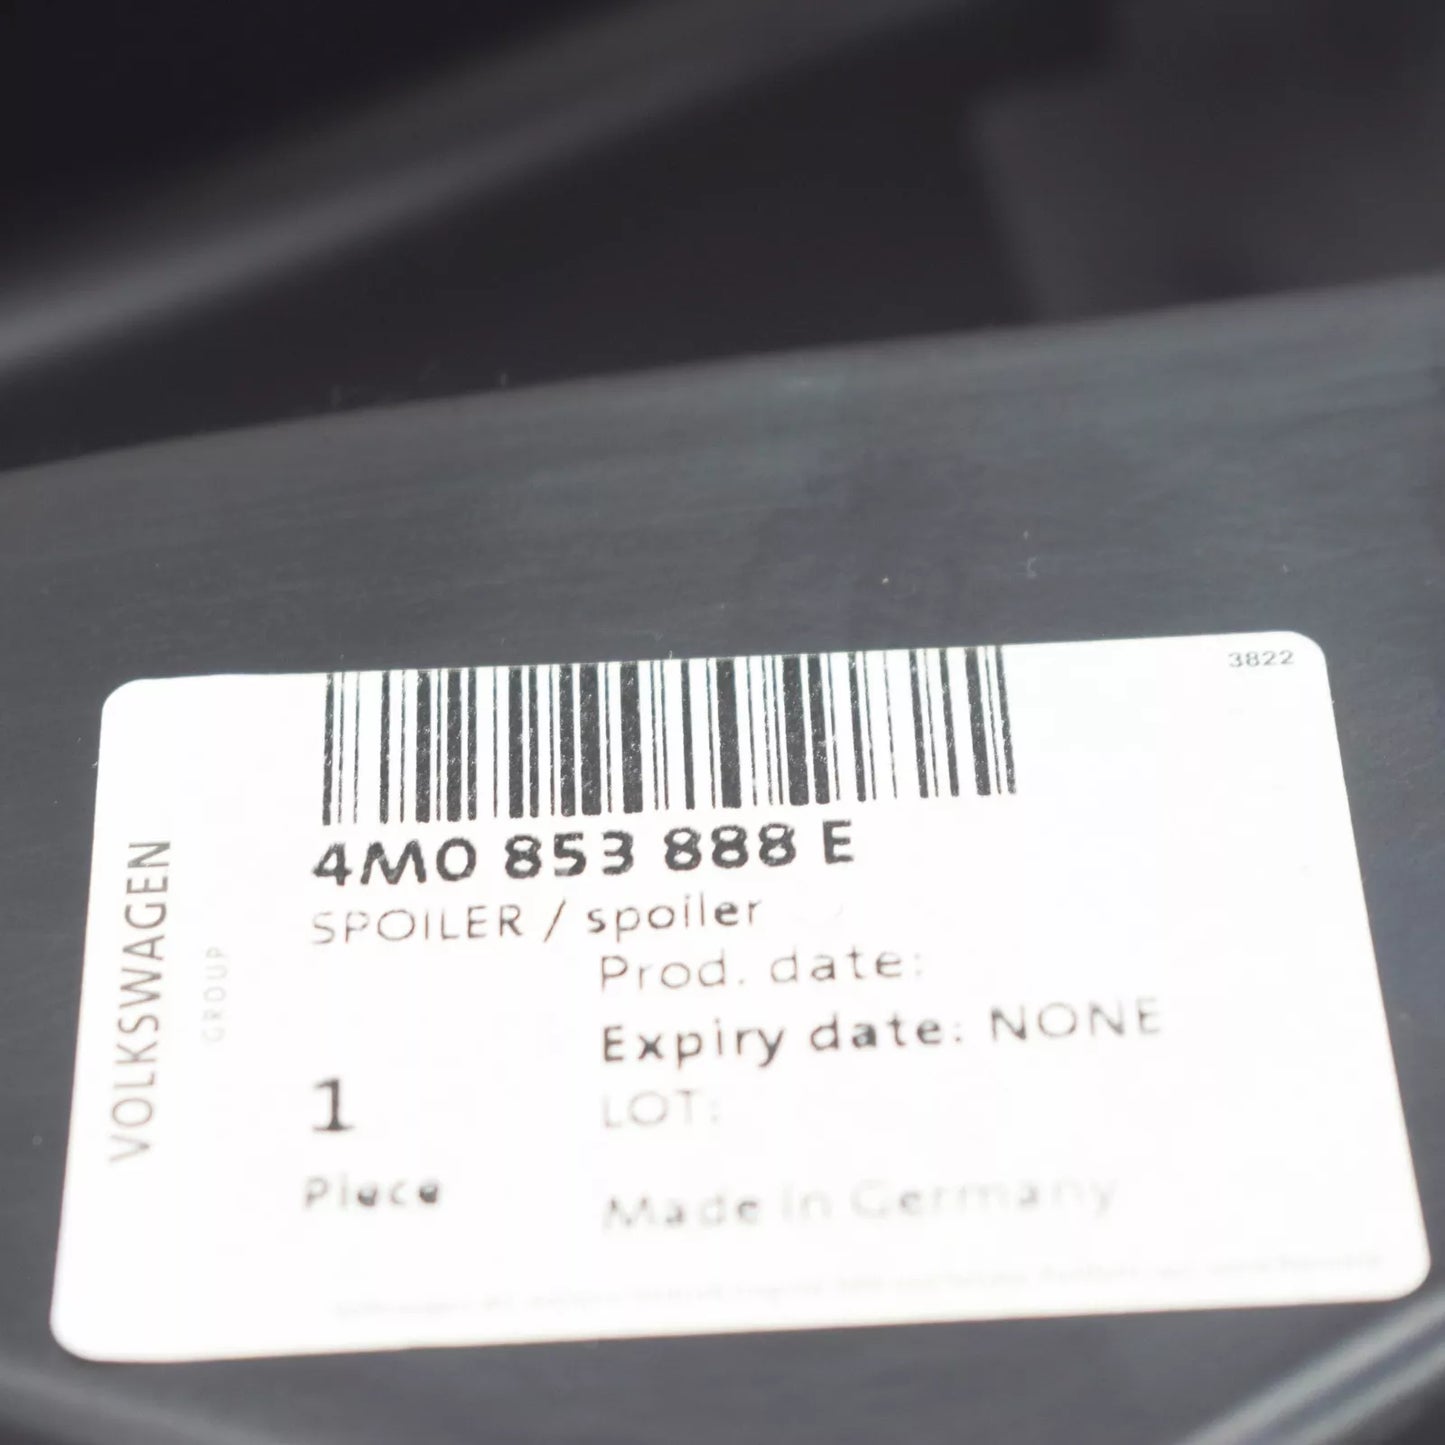 3822
4M0 853 888 E
SPOILER / spoiler
Prod. date:
Expiry date: NONE
LOT:
1
Piece
Made in Germany
VOLKSWAGEN
GROUP